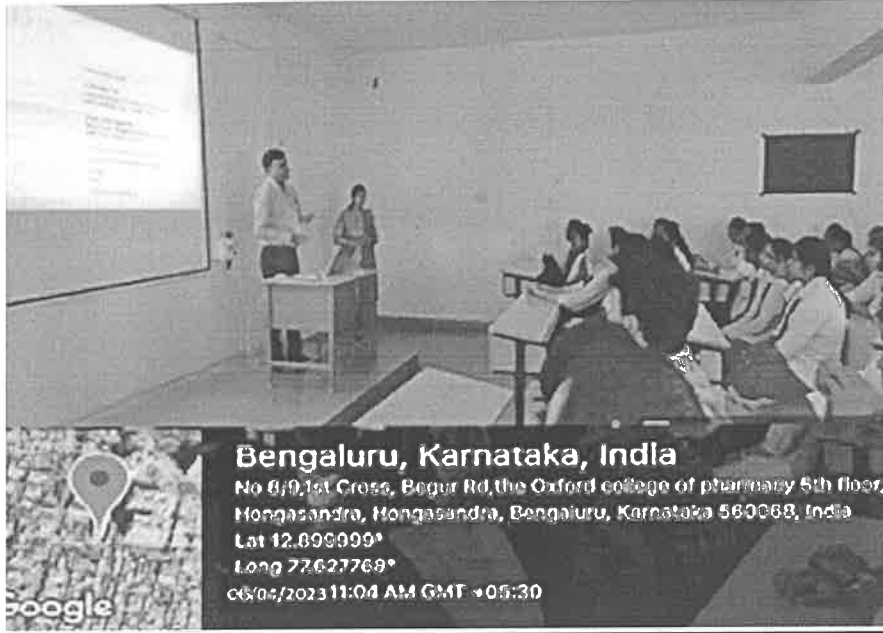 Bengaluru, Karnataka, India
No 8/9,1st Cross, Begur Rd,the Oxford college of pharmacy 5th floor,
Hongasandra, Hongasandra, Bengaluru, Karnataka 560068, India
Lat 12.899999°
Long 77.627768°
06/04/2023 11:04 AM GMT +05:30
Google